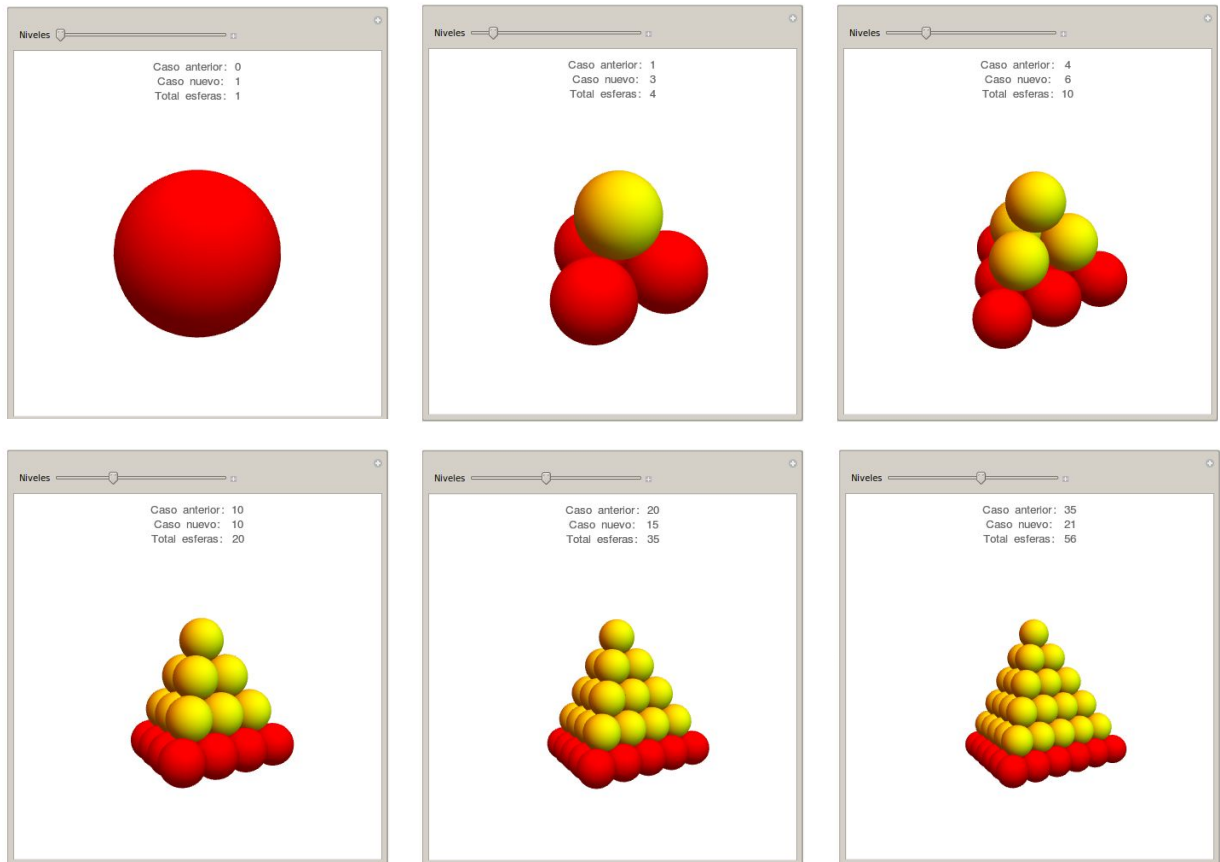 Niveles
Caso anterior: 0
Caso nuevo: 1
Total esferas: 1
Niveles
Caso anterior: 1
Caso nuevo: 3
Total esferas: 4
Niveles
Caso anterior: 4
Caso nuevo: 6
Total esferas: 10
Niveles
Caso anterior: 10
Caso nuevo: 10
Total esferas: 20
Niveles
Caso anterior: 20
Caso nuevo: 15
Total esferas: 35
Niveles
Caso anterior: 35
Caso nuevo: 21
Total esferas: 56